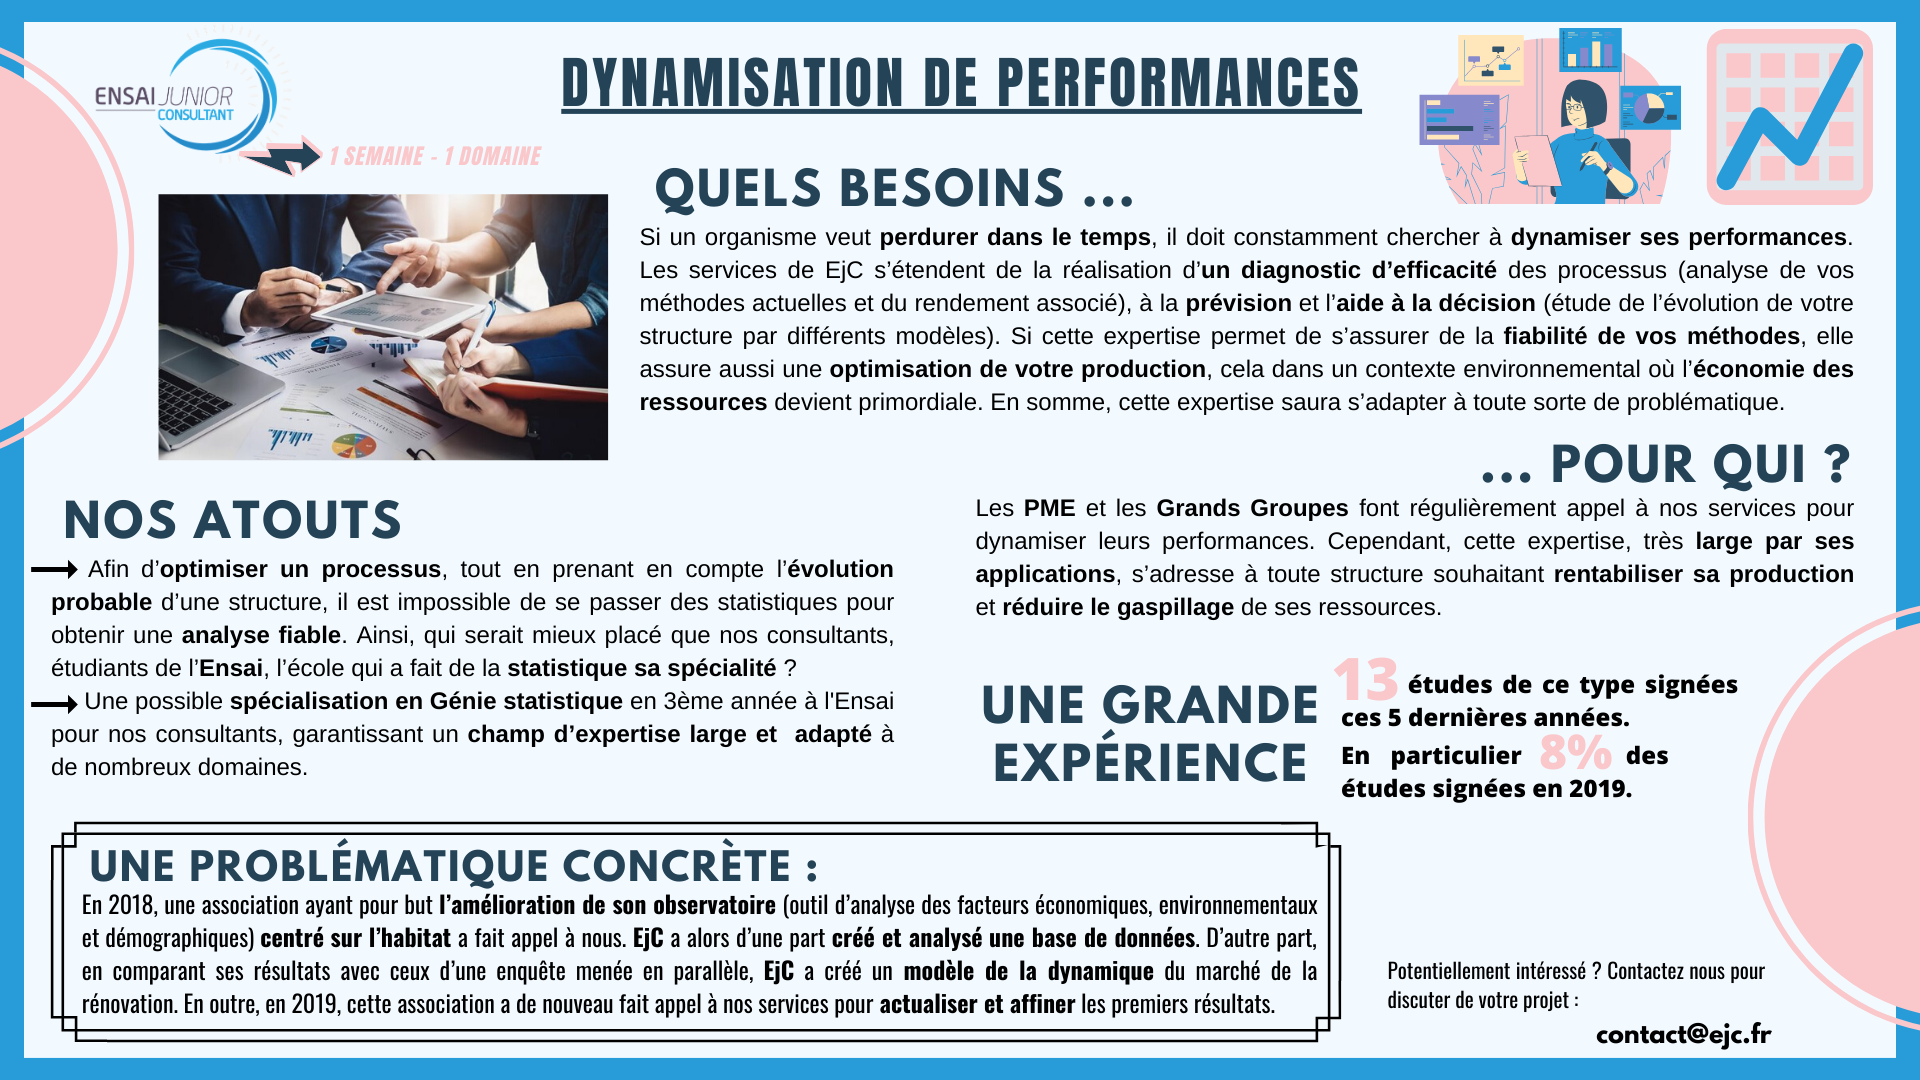 ENSAI JUNIOR
CONSULTANT
DYNAMISATION DE PERFORMANCES
1 SEMAINE - 1 DOMAINE
QUELS BESOINS ...
Si un organisme veut perdurer dans le temps, il doit constamment chercher à dynamiser ses performances.
Les services de EjC s’étendent de la réalisation d’un diagnostic d’efficacité des processus (analyse de vos
méthodes actuelles et du rendement associé), à la prévision et l’aide à la décision (étude de l’évolution de votre
structure par différents modèles). Si cette expertise permet de s’assurer de la fiabilité de vos méthodes, elle
assure aussi une optimisation de votre production, cela dans un contexte environnemental où l’économie des
ressources devient primordiale. En somme, cette expertise saura s’adapter à toute sorte de problématique.
... POUR QUI ?
Les PME et les Grands Groupes font régulièrement appel à nos services pour
dynamiser leurs performances. Cependant, cette expertise, très large par ses
applications, s’adresse à toute structure souhaitant rentabiliser sa production
et réduire le gaspillage de ses ressources.
NOS ATOUTS
Afin d’optimiser un processus, tout en prenant en compte l’évolution
probable d’une structure, il est impossible de se passer des statistiques pour
obtenir une analyse fiable. Ainsi, qui serait mieux placé que nos consultants,
étudiants de l’Ensai, l’école qui a fait de la statistique sa spécialité ?
Une possible spécialisation en Génie statistique en 3ème année à l'Ensai
pour nos consultants, garantissant un champ d’expertise large et adapté à
de nombreux domaines.
UNE GRANDE
EXPÉRIENCE
13 études de ce type signées
ces 5 dernières années.
En particulier 8% des
études signées en 2019.
UNE PROBLÉMATIQUE CONCRÈTE :
En 2018, une association ayant pour but l’amélioration de son observatoire (outil d’analyse des facteurs économiques, environnementaux
et démographiques) centré sur l’habitat a fait appel à nous. EjC a alors d’une part créé et analysé une base de données. D’autre part,
en comparant ses résultats avec ceux d’une enquête menée en parallèle, EjC a créé un modèle de la dynamique du marché de la
rénovation. En outre, en 2019, cette association a de nouveau fait appel à nos services pour actualiser et affiner les premiers résultats.
Potentiellement intéressé ? Contactez nous pour
discuter de votre projet :
contact@ejc.fr